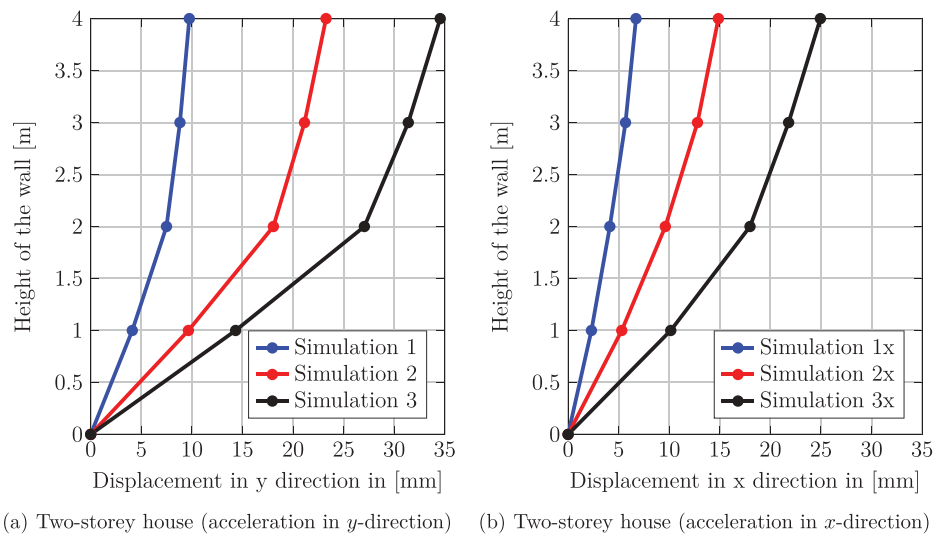 4
3.5
3
2.5
2
1.5
1
0.5
0
Height of the wall [m]
0 5 10 15 20 25 30 35
Displacement in y direction in [mm]
Simulation 1
Simulation 2
Simulation 3
(a) Two-storey house (acceleration in y-direction)
4
3.5
3
2.5
2
1.5
1
0.5
0
Height of the wall [m]
0 5 10 15 20 25 30 35
Displacement in x direction in [mm]
Simulation 1x
Simulation 2x
Simulation 3x
(b) Two-storey house (acceleration in x-direction)